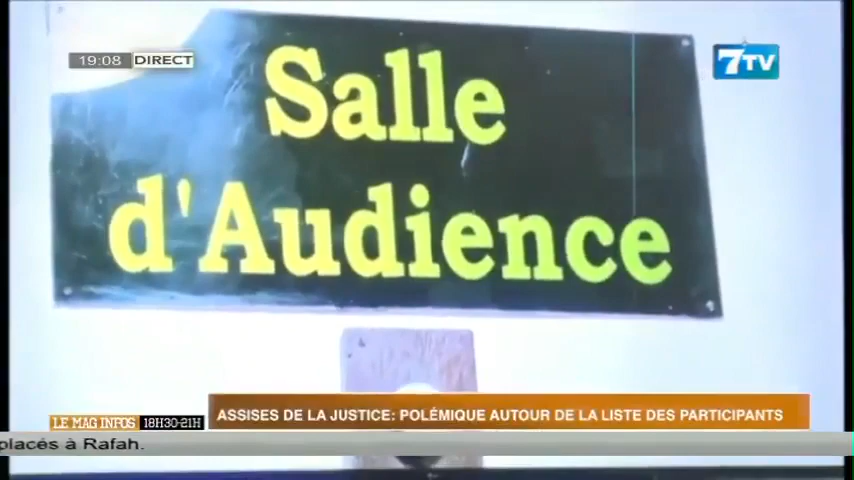 19:08 DIRECT
7TV
Salle
d'Audience
ASSISES DE LA JUSTICE: POLÉMIQUE AUTOUR DE LA LISTE DES PARTICIPANTS
LE MAG INFOS 18H30-21H
placés à Rafah.